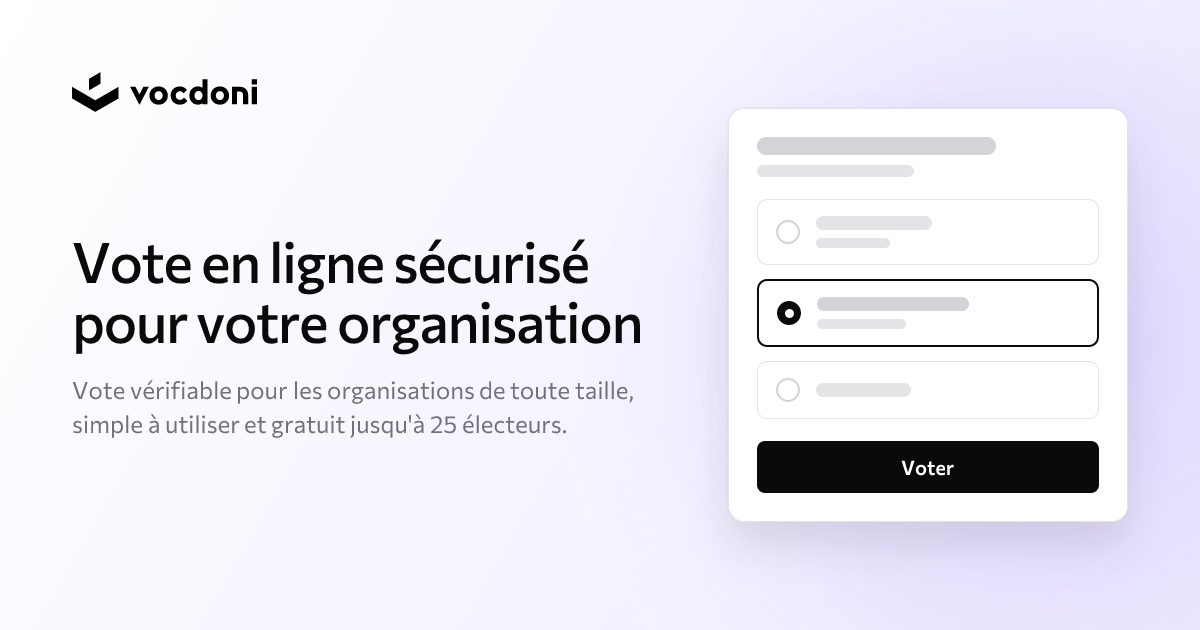 vocdoni
Vote en ligne sécurisé
pour votre organisation
Vote vérifiable pour les organisations de toute taille,
simple à utiliser et gratuit jusqu'à 25 électeurs.
Voter